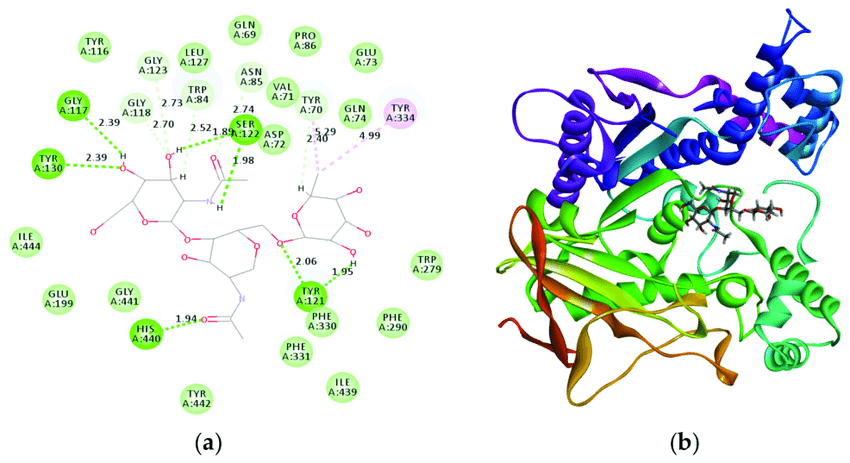 GLN
A:69
PRO
A:86
TYR
A:116
LEU
A:127
GLU
A:73
GLY
A:123
ASN
A:85
TRP
A:84
VAL
A:71
TYR
A:70
GLY
A:117
GLY
A:118
2.73
2.74
GLN
A:74
TYR
A:334
2.39
2.70
2.52
1.89
SER
A:122
ASP
A:72
5.29
2.40
4.99
TYR
A:130
2.39
H
O
H
O
H
1.98
N
H
O
H
O
O
O
O
O
O
O
O
H
ILE
A:444
O
O
2.06
1.95
TRP
A:279
GLU
A:199
GLY
A:441
N
TYR
A:121
HIS
A:440
1.94
O
PHE
A:330
PHE
A:290
PHE
A:331
ILE
A:439
TYR
A:442
(a)
(b)